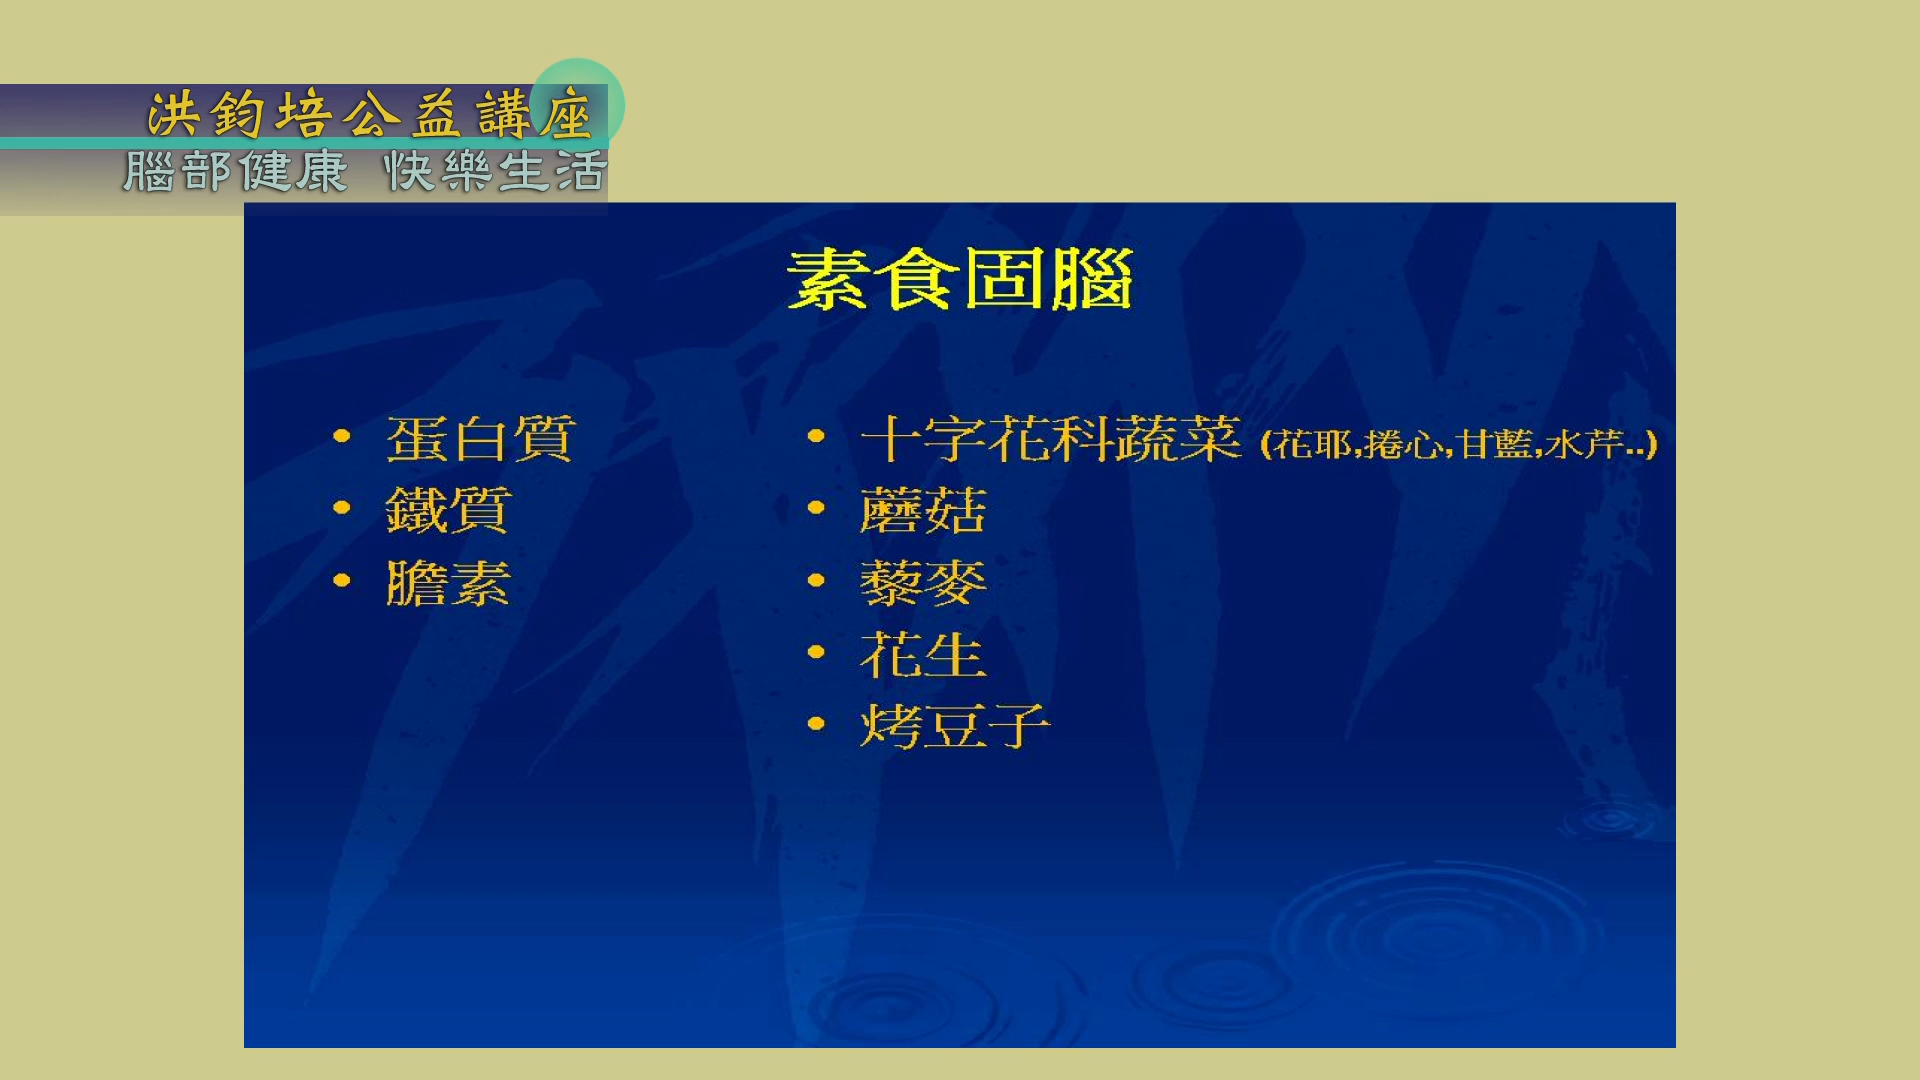 洪鈞培公益講座
腦部健康 快樂生活
素食固腦
• 蛋白質
• 鐵質
• 膽素
• 十字花科蔬菜 (花耶,捲心,甘藍,水芹..)
• 蘑菇
• 藜麥
• 花生
• 烤豆子